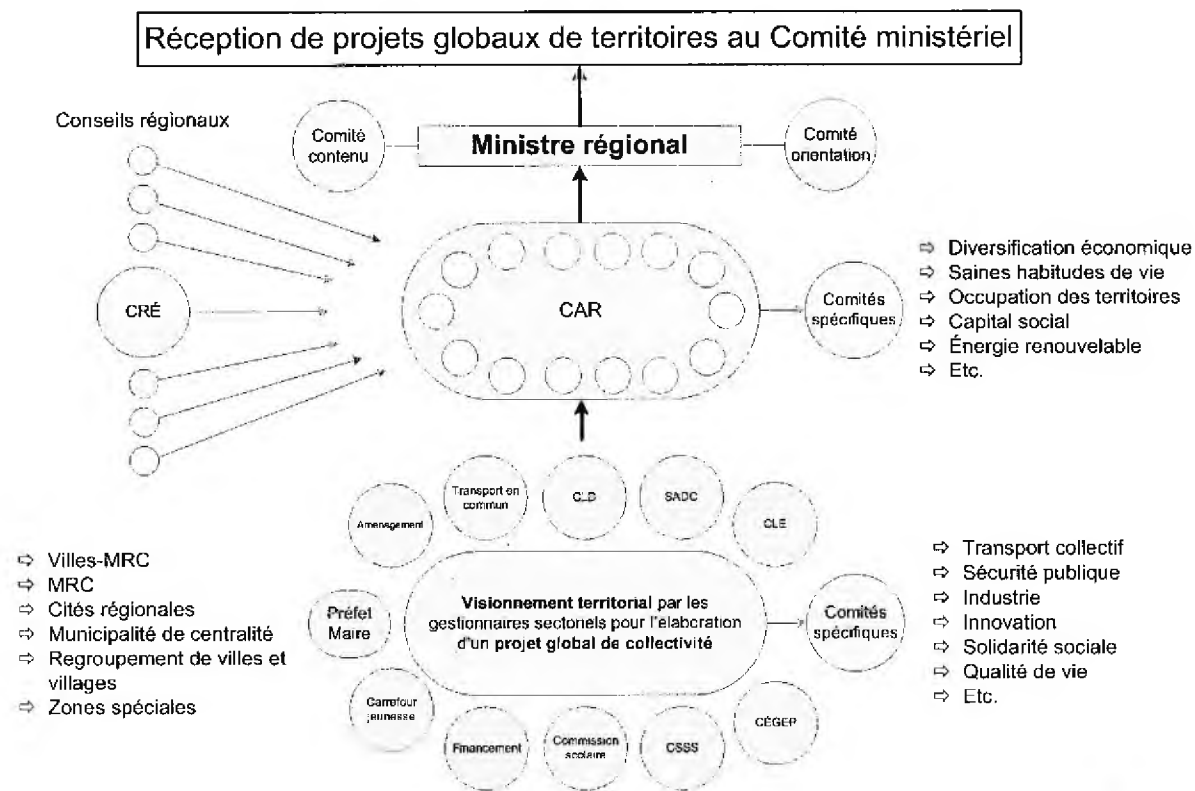 Réception de projets globaux de territoires au Comité ministériel
Conseils régionaux
Comité
contenu
Ministre régional
Comité
orientation
CRÉ
CAR
Comités
spécifiques
⇨ Diversification économique
⇨ Saines habitudes de vie
⇨ Occupation des territoires
⇨ Capital social
⇨ Énergie renouvelable
⇨ Etc.
Aménagement
Transport en
commun
CLD
SADC
CLE
⇨ Villes-MRC
⇨ MRC
⇨ Cités régionales
⇨ Municipalité de centralité
⇨ Regroupement de villes et
villages
⇨ Zones spéciales
Préfet
Maire
Visionnement territorial par les
gestionnaires sectoriels pour l'élaboration
d'un projet global de collectivité
Comités
spécifiques
⇨ Transport collectif
⇨ Sécurité publique
⇨ Industrie
⇨ Innovation
⇨ Solidarité sociale
⇨ Qualité de vie
⇨ Etc.
Carrefour
jeunesse
Financement
Commission
scolaire
CSSS
CÉGEP